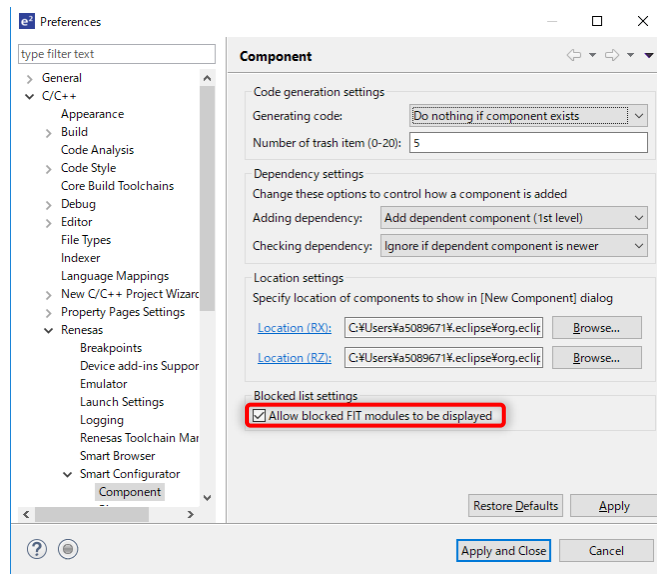 e² Preferences
type filter text
General
C/C++
Appearance
Build
Code Analysis
Code Style
Core Build Toolchains
Debug
Editor
File Types
Indexer
Language Mappings
New C/C++ Project Wizarc
Property Pages Settings
Renesas
Breakpoints
Device add-ins Suppor
Emulator
Launch Settings
Logging
Renesas Toolchain Mar
Smart Browser
Smart Configurator
Component
Component
Code generation settings
Generating code: Do nothing if component exists
Number of trash item (0-20): 5
Dependency settings
Change these options to control how a component is added
Adding dependency: Add dependent component (1st level)
Checking dependency: Ignore if dependent component is newer
Location settings
Specify location of components to show in [New Component] dialog
Location (RX): C:¥Users¥a5089671¥.eclipse¥org.eclip Browse...
Location (RZ): C:¥Users¥a5089671¥.eclipse¥org.eclip Browse...
Blocked list settings
Allow blocked FIT modules to be displayed
Restore Defaults Apply
? Apply and Close Cancel